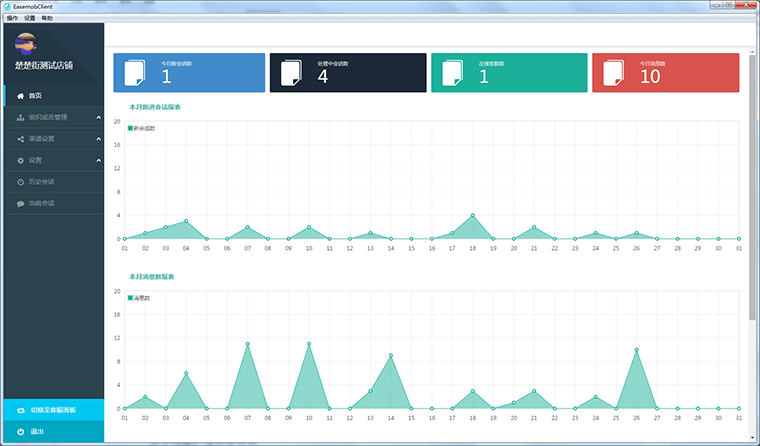 EasemobClient
操作 设置 帮助
楚楚街测试店铺
首页
组织成员管理
渠道设置
设置
历史会话
当前会话
切换至客服面板
退出
今日新会话数
1
处理中会话数
4
在线客服数
1
今日消息数
10
本月新进会话报表
新会话数
20
16
12
8
4
0
01 02 03 04 05 06 07 08 09 10 11 12 13 14 15 16 17 18 19 20 21 22 23 24 25 26 27 28 29 30 31
本月消息数报表
消息数
20
16
12
8
4
0
01 02 03 04 05 06 07 08 09 10 11 12 13 14 15 16 17 18 19 20 21 22 23 24 25 26 27 28 29 30 31